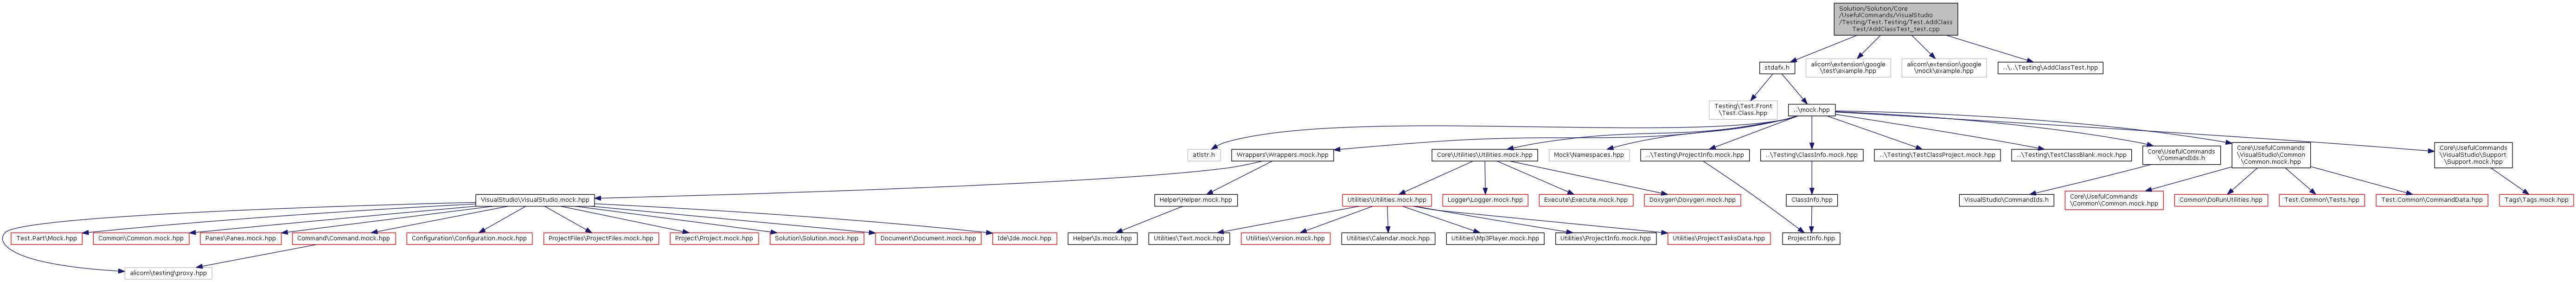 Solution/Solution/Core
/UsefulCommands/VisualStudio
/Testing/Test.Testing/Test.AddClass
Test/AddClassTest_test.cpp
stdafx.h
alicorn\extension\google
\test\example.hpp
alicorn\extension\google
\mock\example.hpp
..\..\Testing\AddClassTest.hpp
Testing\Test.Front
\Test.Class.hpp
..\mock.hpp
atlstr.h
Wrappers\Wrappers.mock.hpp
Core\Utilities\Utilities.mock.hpp
Mock\Namespaces.hpp
..\Testing\ProjectInfo.mock.hpp
..\Testing\ClassInfo.mock.hpp
..\Testing\TestClassProject.mock.hpp
..\Testing\TestClassBlank.mock.hpp
Core\UsefulCommands
\CommandIds.h
Core\UsefulCommands
\VisualStudio\Common
\Common.mock.hpp
Core\UsefulCommands
\VisualStudio\Support
\Support.mock.hpp
VisualStudio\VisualStudio.mock.hpp
Helper\Helper.mock.hpp
Utilities\Utilities.mock.hpp
Logger\Logger.mock.hpp
Execute\Execute.mock.hpp
Doxygen\Doxygen.mock.hpp
ClassInfo.hpp
VisualStudio\CommandIds.h
Core\UsefulCommands
\Common\Common.mock.hpp
Common\DoRunUtilities.hpp
Test.Common\Tests.hpp
Test.Common\CommandData.hpp
Tags\Tags.mock.hpp
Test.Part\Mock.hpp
Common\Common.mock.hpp
Panes\Panes.mock.hpp
Command\Command.mock.hpp
Configuration\Configuration.mock.hpp
ProjectFiles\ProjectFiles.mock.hpp
Project\Project.mock.hpp
Solution\Solution.mock.hpp
Document\Document.mock.hpp
Ide\Ide.mock.hpp
Helper\Is.mock.hpp
Utilities\Text.mock.hpp
Utilities\Version.mock.hpp
Utilities\Calendar.mock.hpp
Utilities\Mp3Player.mock.hpp
Utilities\ProjectInfo.mock.hpp
Utilities\ProjectTasksData.hpp
ProjectInfo.hpp
alicorn\testing\proxy.hpp